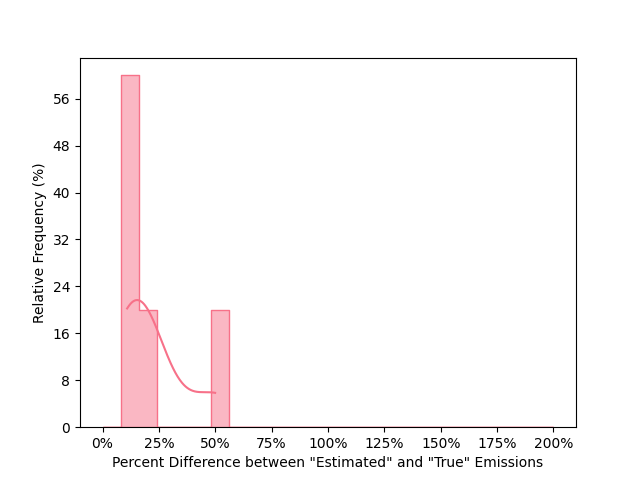 56
48
40
32
24
16
8
0
Relative Frequency (%)
0% 25% 50% 75% 100% 125% 150% 175% 200%
Percent Difference between "Estimated" and "True" Emissions